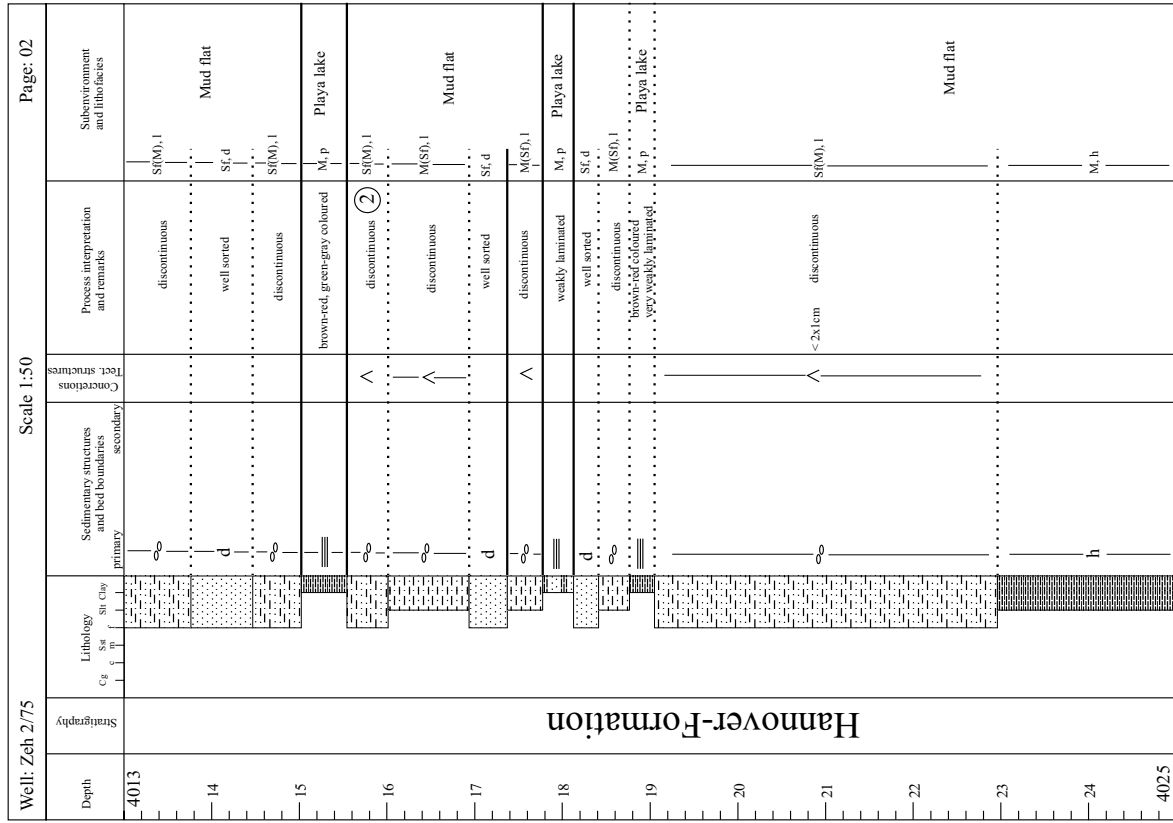 Well: Zeh 2/75
Scale 1:50
Page: 02
Depth
Stratigraphy
Lithology
Cg c m f Slt Clay
Sst
Sedimentary structures
and bed boundaries
primary
secondary
Concretions
Tect. structures
Process interpretation
and remarks
Subenvironment
and lithofacies
4013
14
15
16
17
18
19
20
21
22
23
24
4025
Hannover-Formation
d
d
d
h
< 2x1cm
discontinuous
well sorted
discontinuous
brown-red, green-gray coloured
discontinuous
2
discontinuous
well sorted
discontinuous
weakly laminated
well sorted
discontinuous
brown-red coloured
very weakly laminated
discontinuous
Sf(M), l
Sf, d
Sf(M), l
M, p
Sf(M), l
M(Sf), l
Sf, d
M(Sf), l
M, p
Sf, d
M(Sf), l
M, p
Sf(M), l
M, h
Mud flat
Playa lake
Mud flat
Playa lake
Playa lake
Mud flat